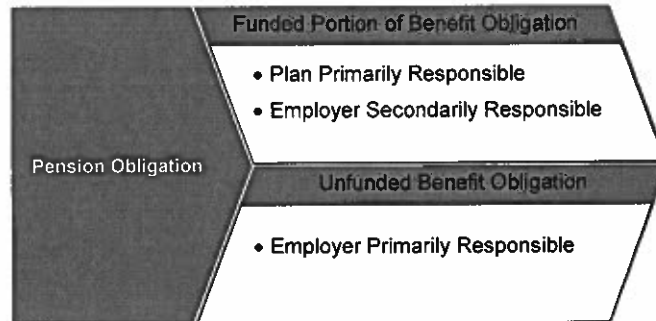 Funded Portion of Benefit Obligation
• Plan Primarily Responsible
• Employer Secondarily Responsible
Pension Obligation
Unfunded Benefit Obligation
• Employer Primarily Responsible